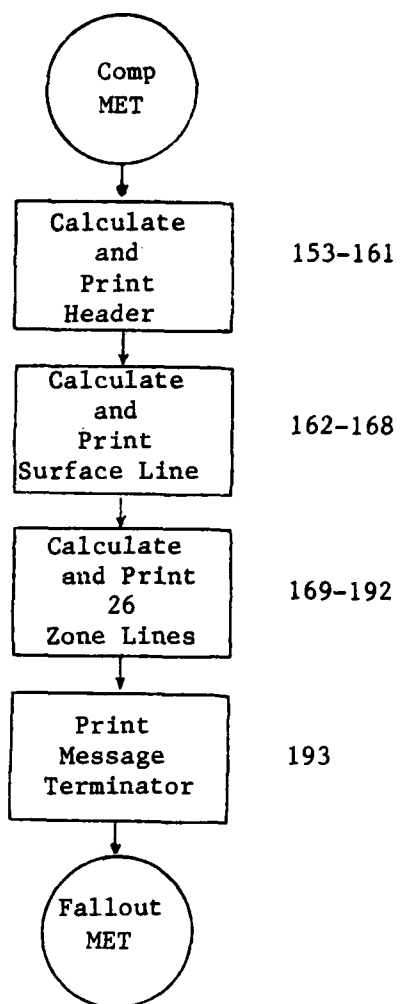 Comp
MET
Calculate
and
Print
Header
153-161
Calculate
and
Print
Surface Line
162-168
Calculate
and Print
26
Zone Lines
169-192
Print
Message
Terminator
193
Fallout
MET